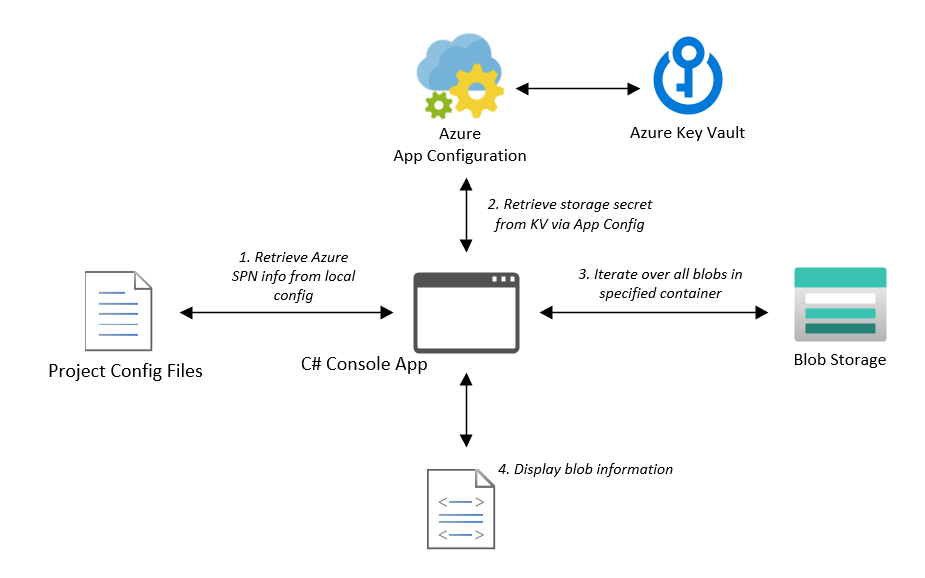 Azure
App Configuration
Azure Key Vault
2. Retrieve storage secret
from KV via App Config
1. Retrieve Azure
SPN info from local
config
3. Iterate over all blobs in
specified container
Project Config Files
C# Console App
Blob Storage
4. Display blob information